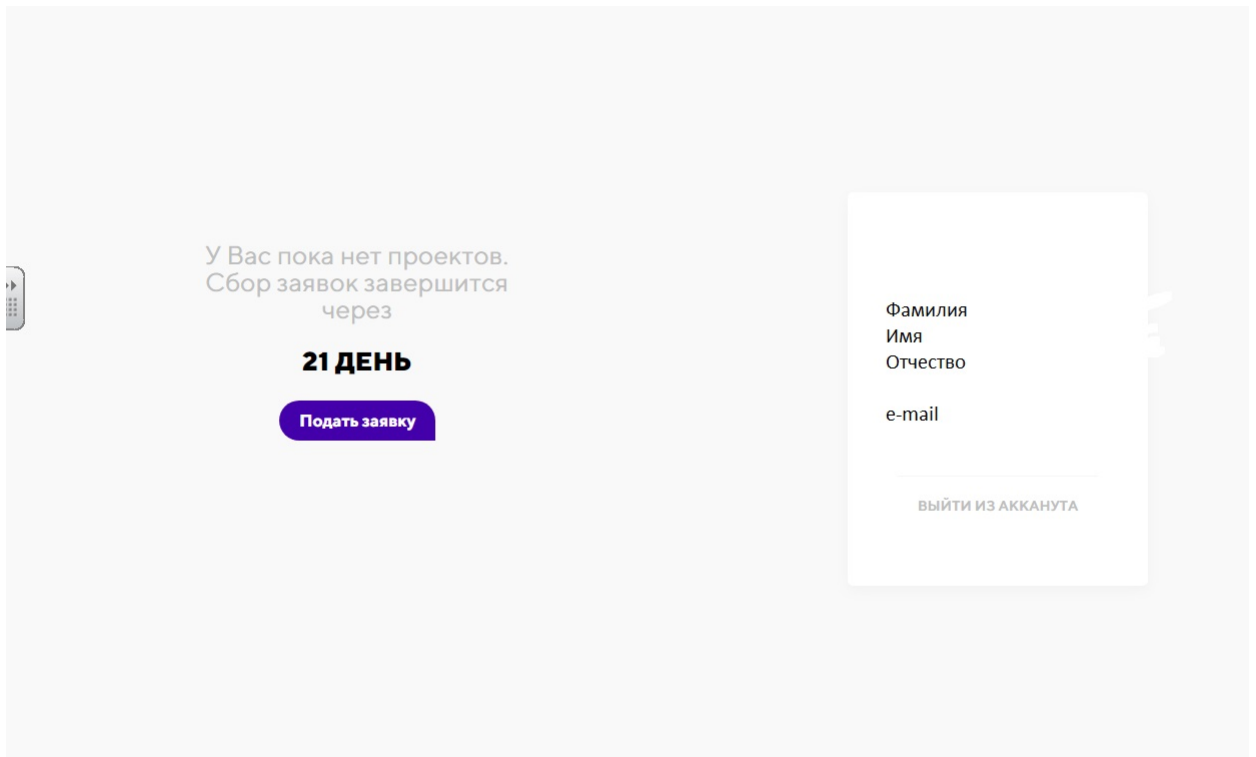 У Вас пока нет проектов.
Сбор заявок завершится
через
21 ДЕНЬ
Подать заявку
Фамилия
Имя
Отчество
e-mail
ВЫЙТИ ИЗ АККАНУТА